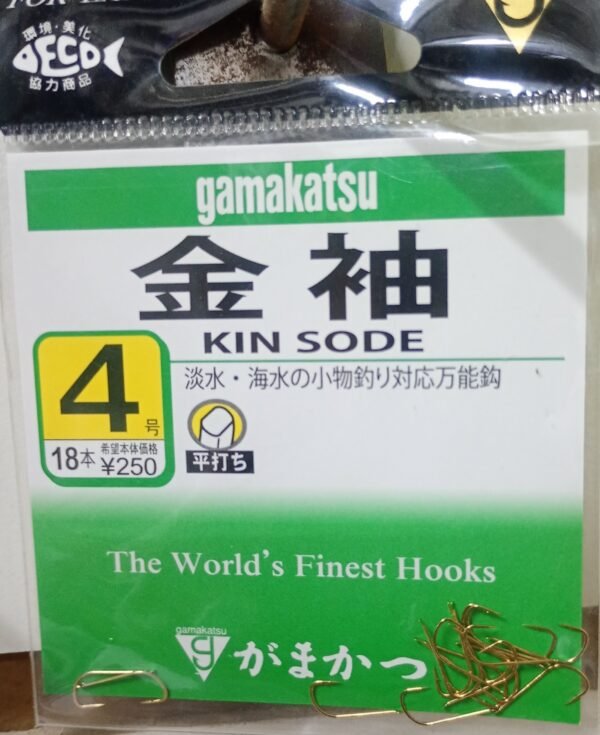 環境・美化
DECO
協力商品
gamakatsu
金袖
KIN SODE
淡水・海水の小物釣り対応万能鈎
4号
18本 希望本体価格 ¥250
平打ち
The World's Finest Hooks
gamakatsu
がまかつ